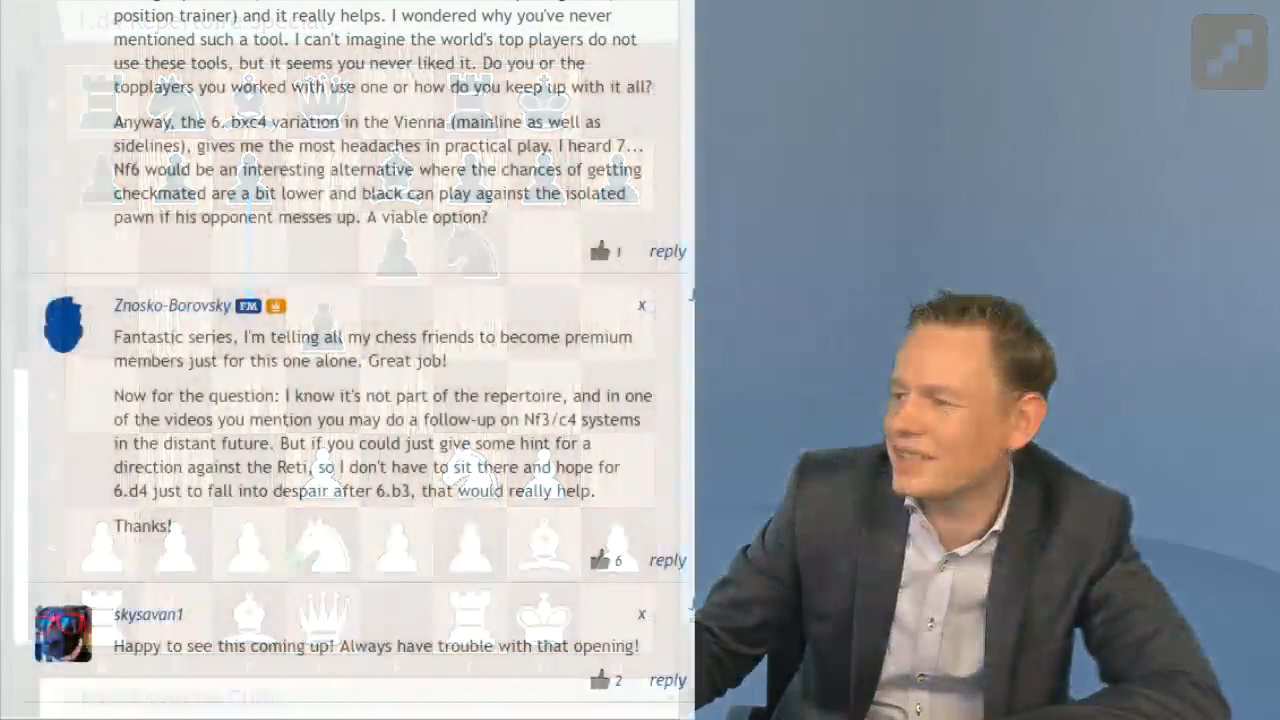 1.d4 Repertoire Special
position trainer) and it really helps. I wondered why you've never
mentioned such a tool. I can't imagine the world's top players do not
use these tools, but it seems you never liked it. Do you or the
topplayers you worked with use one or how do you keep up with it all?
Anyway, the 6. bxc4 variation in the Vienna (mainline as well as
sidelines), gives me the most headaches in practical play. I heard 7...
Nf6 would be an interesting alternative where the chances of getting
checkmated are a bit lower and black can play against the isolated
pawn if his opponent messes up. A viable option?
1 reply
Znosko-Borovsky FM x
Fantastic series, I'm telling all my chess friends to become premium
members just for this one alone, Great job!
Now for the question: I know it's not part of the repertoire, and in one
of the videos you mention you may do a follow-up on Nf3/c4 systems
in the distant future. But if you could just give some hint for a
direction against the Reti, so I don't have to sit there and hope for
6.d4 just to fall into despair after 6.b3, that would really help.
Thanks!
6 reply
skysavan1 x
Happy to see this coming up! Always have trouble with that opening!
2 reply